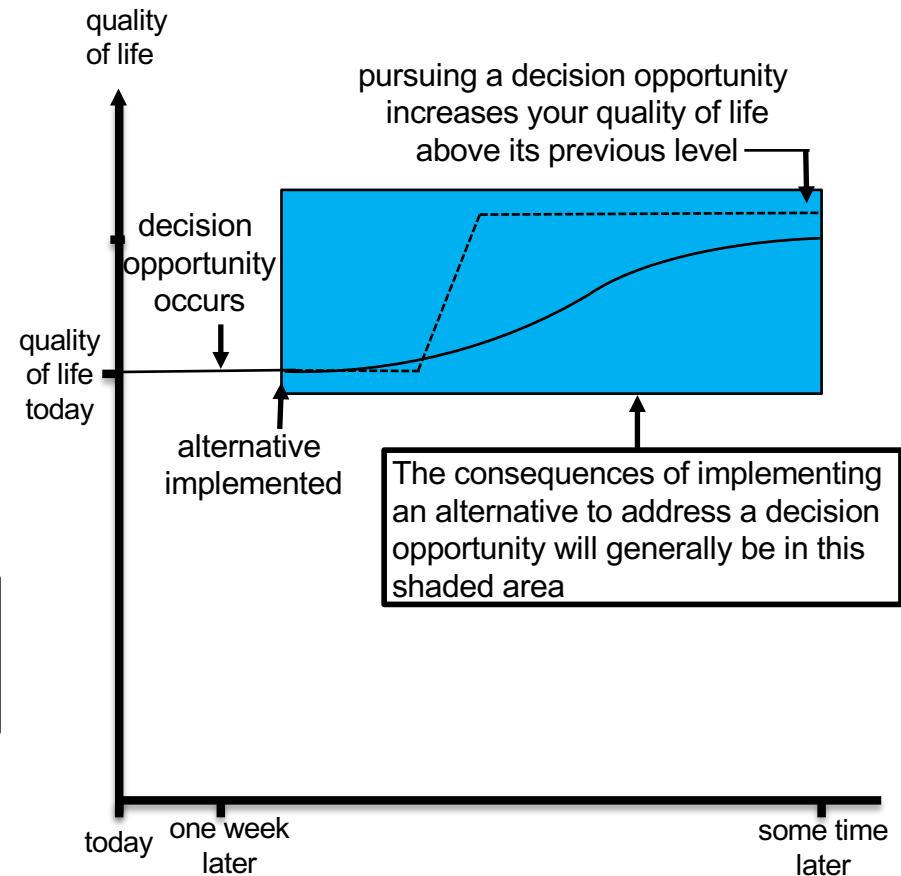 quality
of life
pursuing a decision opportunity
increases your quality of life
above its previous level
decision
opportunity
occurs
quality
of life
today
alternative
implemented
The consequences of implementing
an alternative to address a decision
opportunity will generally be in this
shaded area
today
one week
later
some time
later